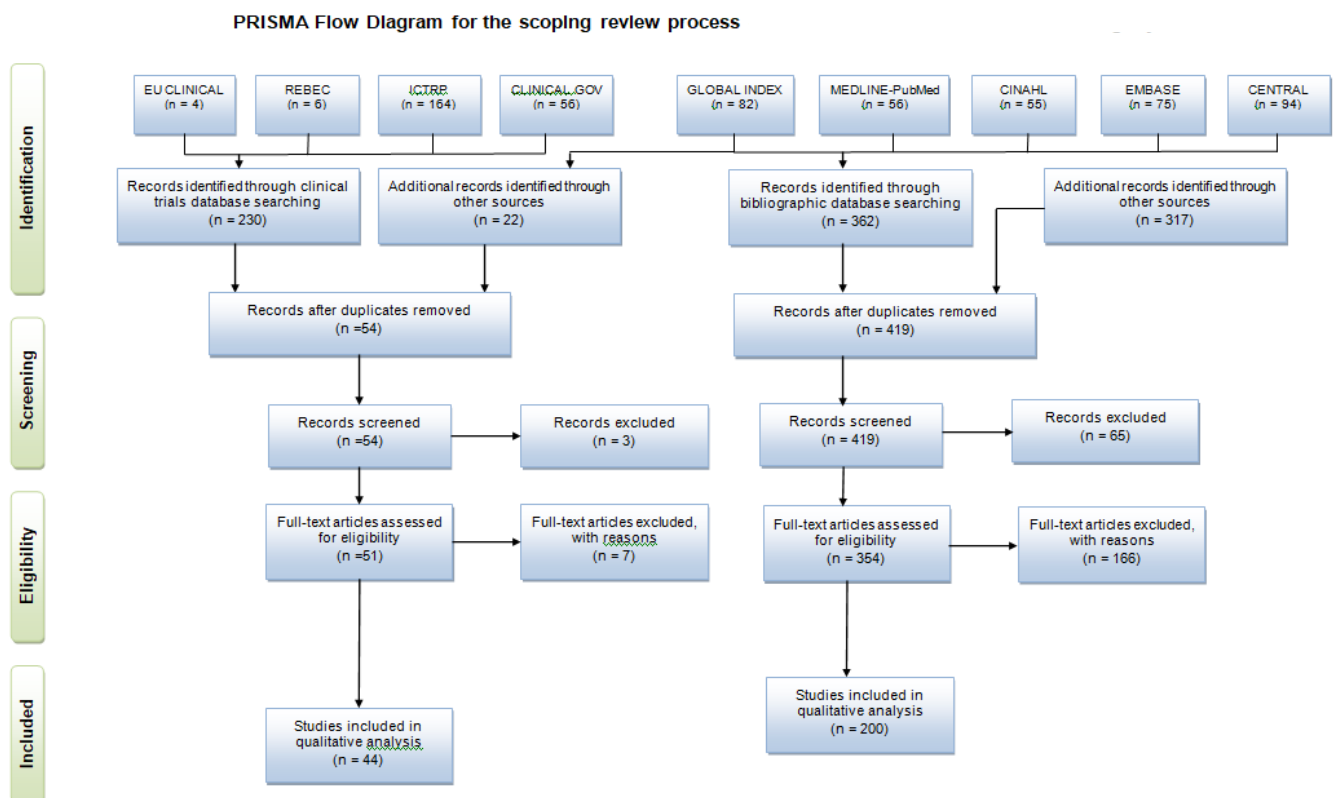 PRISMA Flow Diagram for the scoping review process
Identification
EU CLINICAL
(n = 4)
REBEC
(n = 6)
ICTRP
(n = 164)
CLINICAL.GOV
(n = 56)
GLOBAL INDEX
(n = 82)
MEDLINE-PubMed
(n = 56)
CINAHL
(n = 55)
EMBASE
(n = 75)
CENTRAL
(n = 94)
Records identified through clinical
trials database searching
(n = 230)
Additional records identified through
other sources
(n = 22)
Records identified through
bibliographic database searching
(n = 362)
Additional records identified through
other sources
(n = 317)
Records after duplicates removed
(n =54)
Records after duplicates removed
(n = 419)
Screening
Records screened
(n =54)
Records excluded
(n = 3)
Records screened
(n = 419)
Records excluded
(n = 65)
Eligibility
Full-text articles assessed
for eligibility
(n =51)
Full-text articles excluded,
with reasons
(n = 7)
Full-text articles assessed
for eligibility
(n = 354)
Full-text articles excluded,
with reasons
(n = 166)
Included
Studies included in
qualitative analysis
(n = 44)
Studies included in
qualitative analysis
(n = 200)